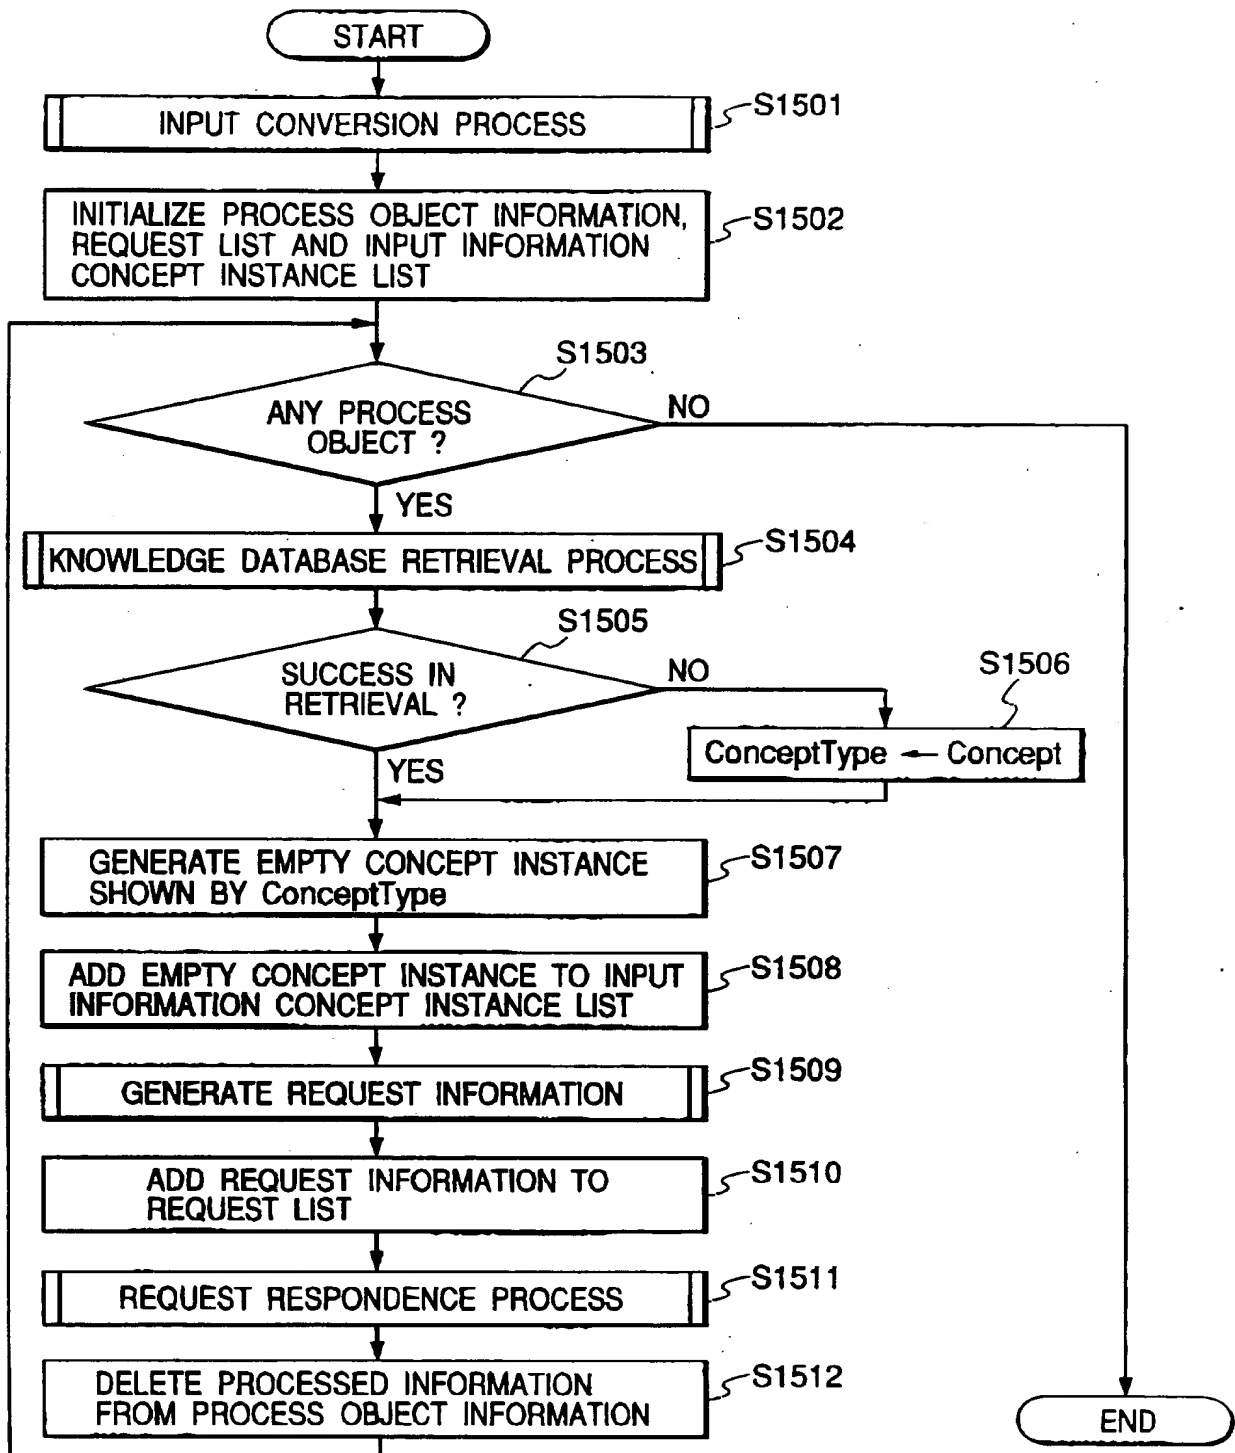 START
INPUT CONVERSION PROCESS
S1501
INITIALIZE PROCESS OBJECT INFORMATION,
REQUEST LIST AND INPUT INFORMATION
CONCEPT INSTANCE LIST
S1502
S1503
ANY PROCESS
OBJECT ?
NO
YES
KNOWLEDGE DATABASE RETRIEVAL PROCESS
S1504
S1505
SUCCESS IN
RETRIEVAL ?
NO
S1506
ConceptType ← Concept
YES
GENERATE EMPTY CONCEPT INSTANCE
SHOWN BY ConceptType
S1507
ADD EMPTY CONCEPT INSTANCE TO INPUT
INFORMATION CONCEPT INSTANCE LIST
S1508
GENERATE REQUEST INFORMATION
S1509
ADD REQUEST INFORMATION TO
REQUEST LIST
S1510
REQUEST RESPONDENCE PROCESS
S1511
DELETE PROCESSED INFORMATION
FROM PROCESS OBJECT INFORMATION
S1512
END